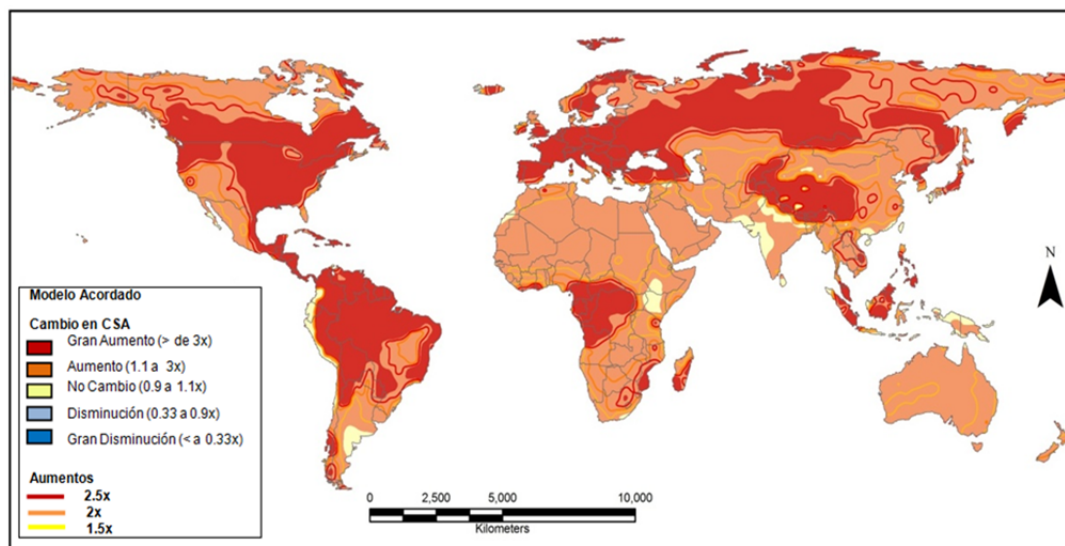 N
Modelo Acordado
Cambio en CSA
Gran Aumento (> de 3x)
Aumento (1.1 a 3x)
No Cambio (0.9 a 1.1x)
Disminución (0.33 a 0.9x)
Gran Disminución (< a 0.33x)
Aumentos
2.5x
2x
1.5x
0 2,500 5,000 10,000
Kilometers